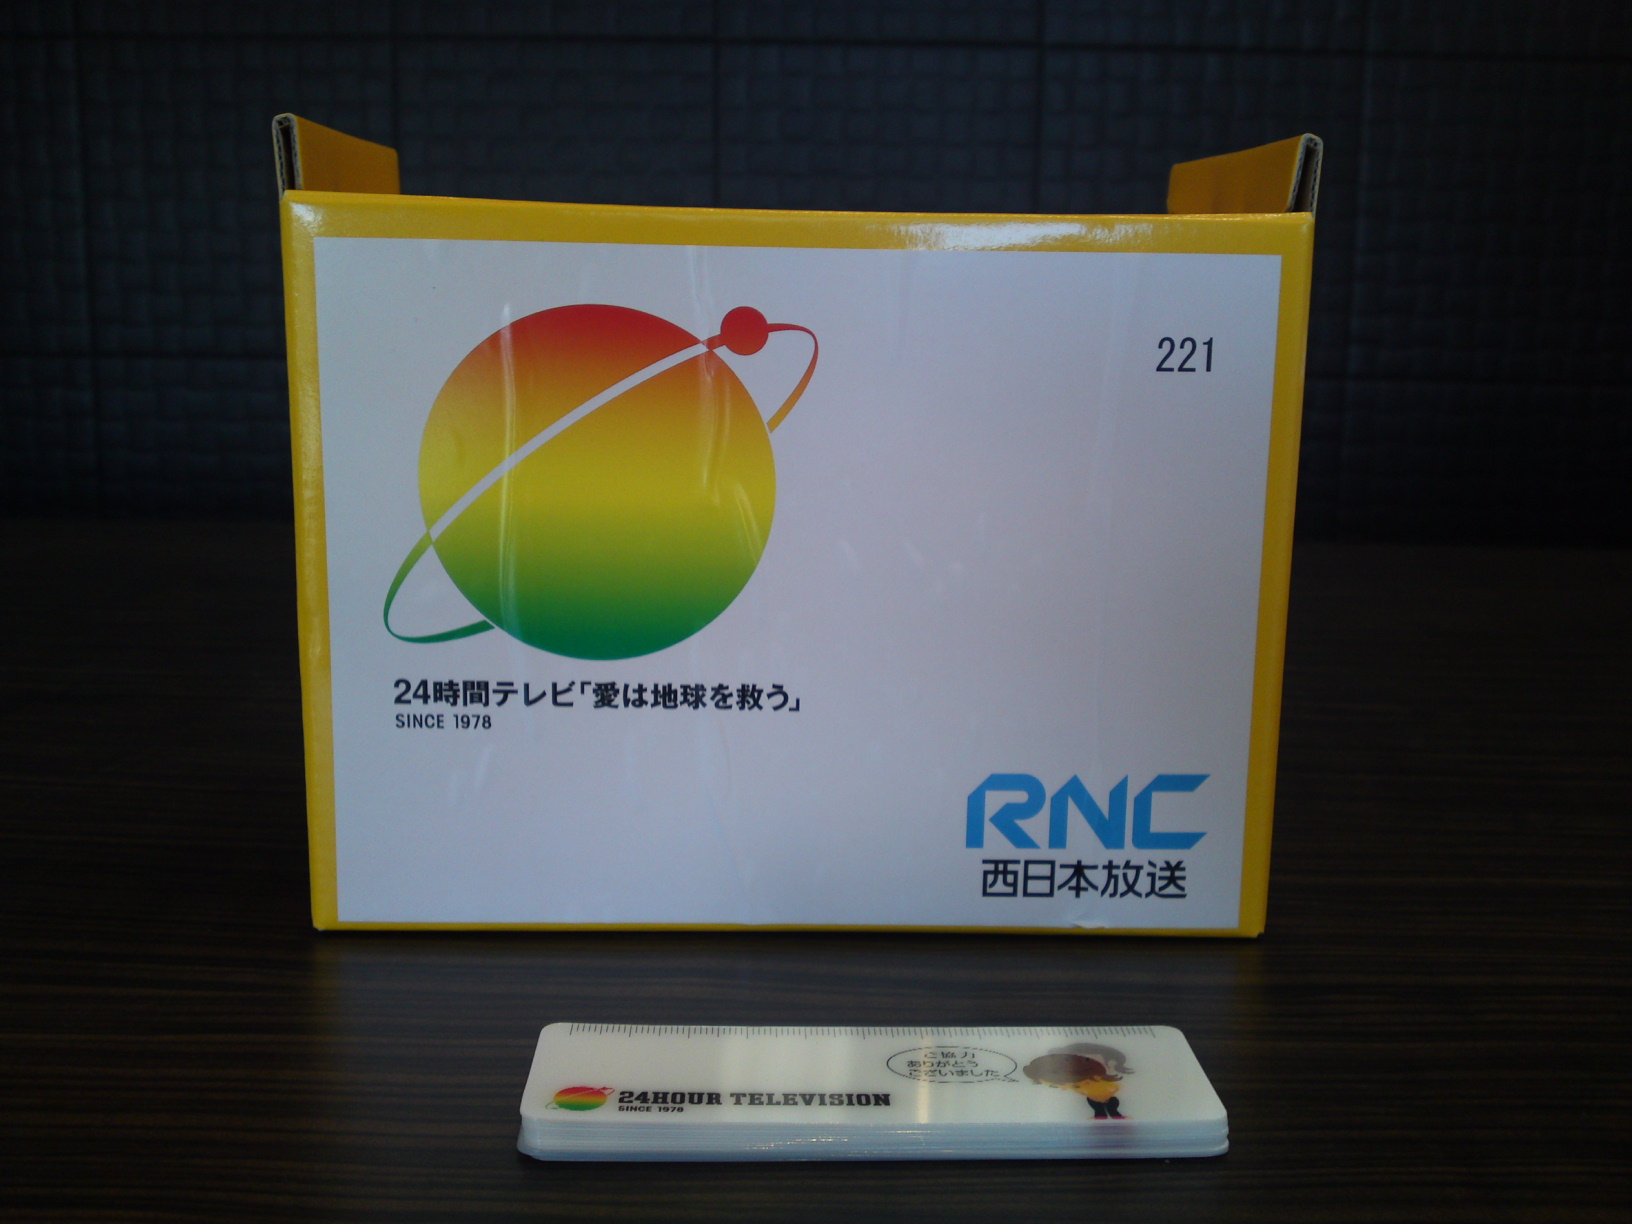 221
24時間テレビ「愛は地球を救う」
SINCE 1978
RNC
西日本放送
ご協力
ありがとう
ございました
24HOUR TELEVISION
SINCE 1978